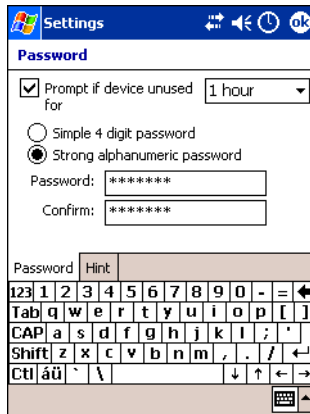 Settings ok
Password
Prompt if device unused for 1 hour
Simple 4 digit password
Strong alphanumeric password
Password: *******
Confirm: *******
Password Hint
123 1 2 3 4 5 6 7 8 9 0 - =
Tab q w e r t y u i o p [ ]
CAP a s d f g h j k l ; '
Shift z x c v b n m , . /
Ctl áü ` \